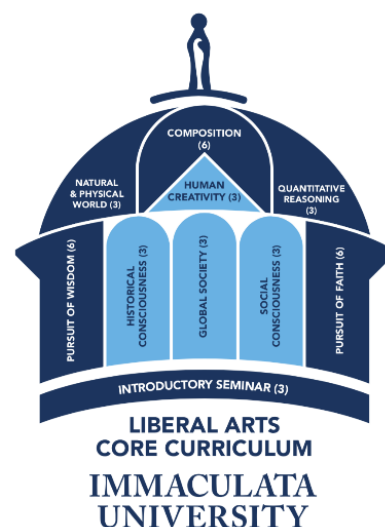 COMPOSITION
(6)
NATURAL
& PHYSICAL
WORLD (3)
HUMAN
CREATIVITY (3)
QUANTITATIVE
REASONING
(3)
PURSUIT OF WISDOM (6)
HISTORICAL
CONSCIOUSNESS (3)
GLOBAL SOCIETY (3)
SOCIAL
CONSCIOUSNESS (3)
PURSUIT OF FAITH (6)
INTRODUCTORY SEMINAR (3)
LIBERAL ARTS
CORE CURRICULUM
IMMACULATA
UNIVERSITY